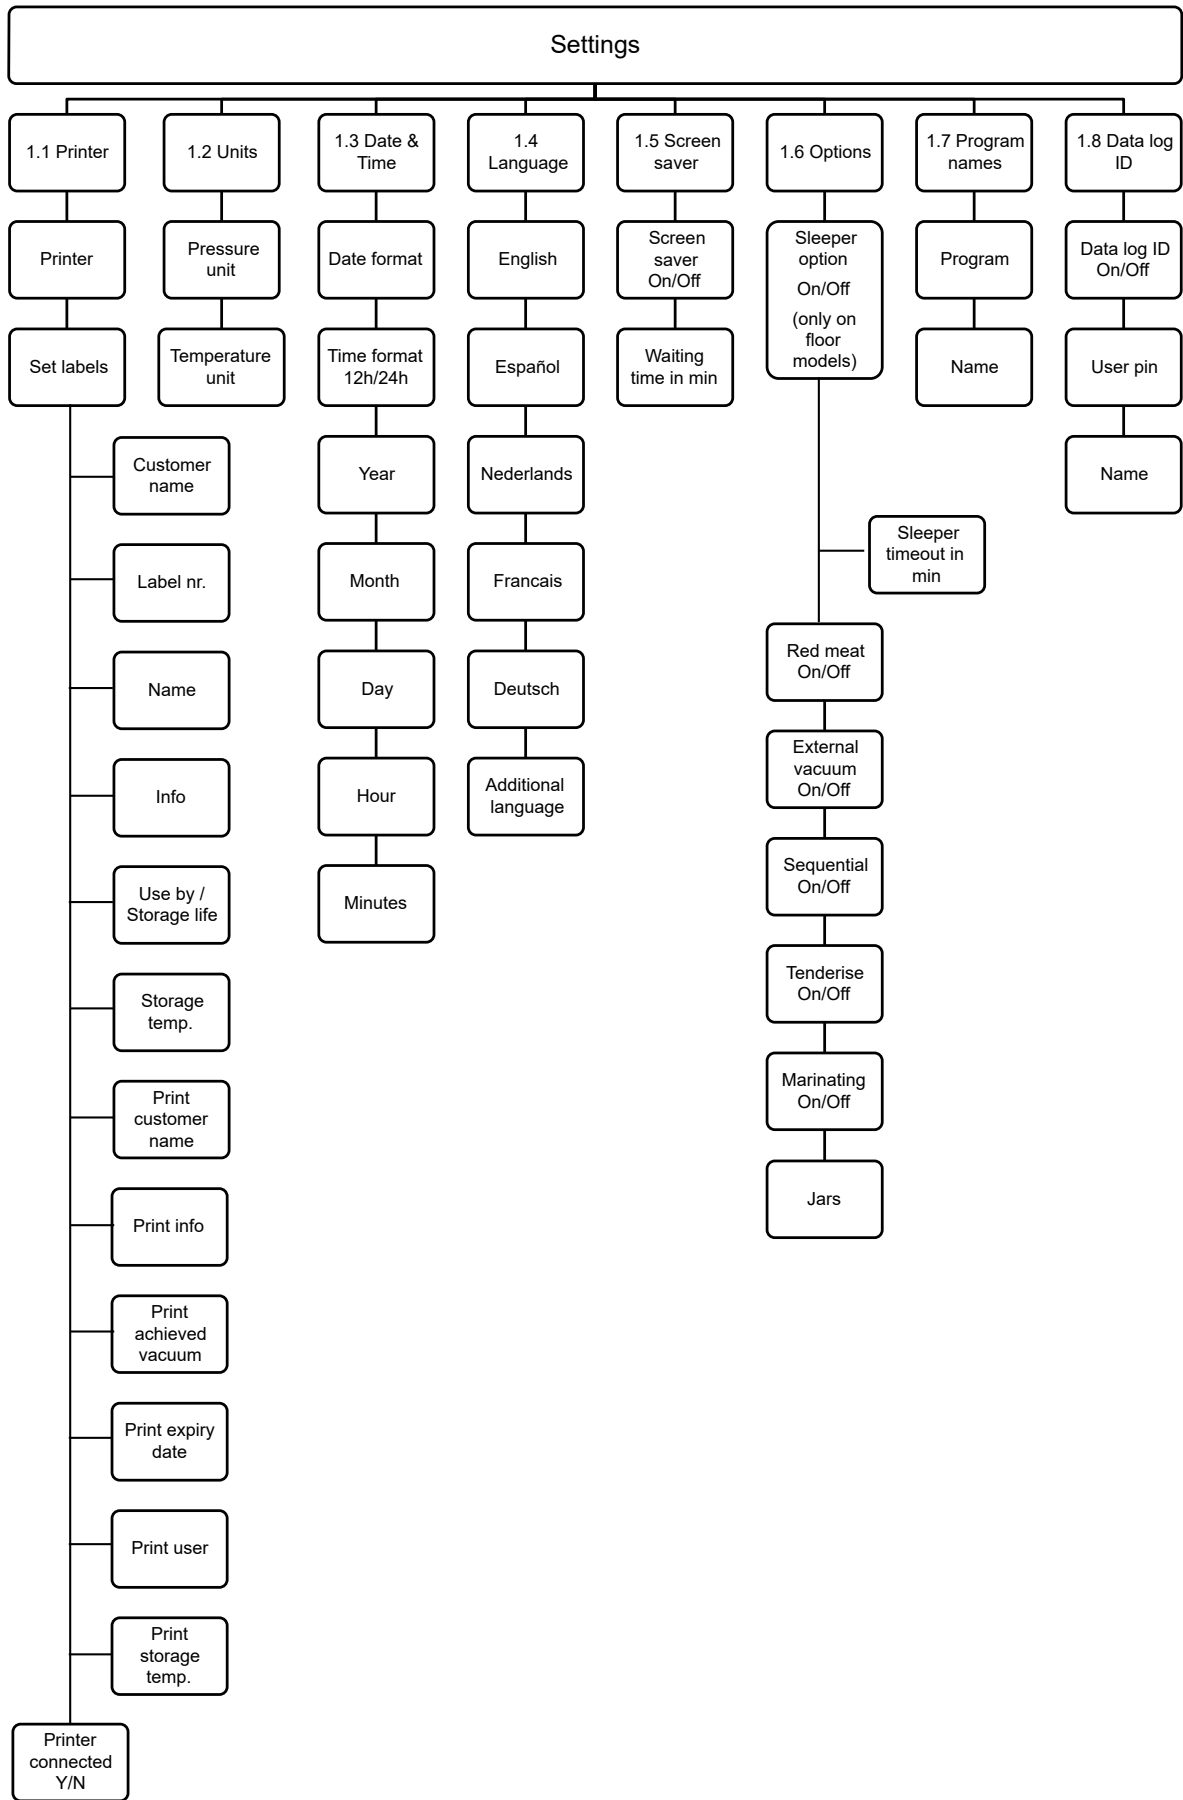 Settings
1.1 Printer
Printer
Set labels
Customer
name
Label nr.
Name
Info
Use by /
Storage life
Storage
temp.
Print
customer
name
Print info
Print
achieved
vacuum
Print expiry
date
Print user
Print
storage
temp.
Printer
connected
Y/N
1.2 Units
Pressure
unit
Temperature
unit
1.3 Date &
Time
Date format
Time format
12h/24h
Year
Month
Day
Hour
Minutes
1.4
Language
English
Español
Nederlands
Francais
Deutsch
Additional
language
1.5 Screen
saver
Screen
saver
On/Off
Waiting
time in min
1.6 Options
Sleeper
option
On/Off
(only on
floor
models)
Sleeper
timeout in
min
Red meat
On/Off
External
vacuum
On/Off
Sequential
On/Off
Tenderise
On/Off
Marinating
On/Off
Jars
1.7 Program
names
Program
Name
1.8 Data log
ID
Data log ID
On/Off
User pin
Name